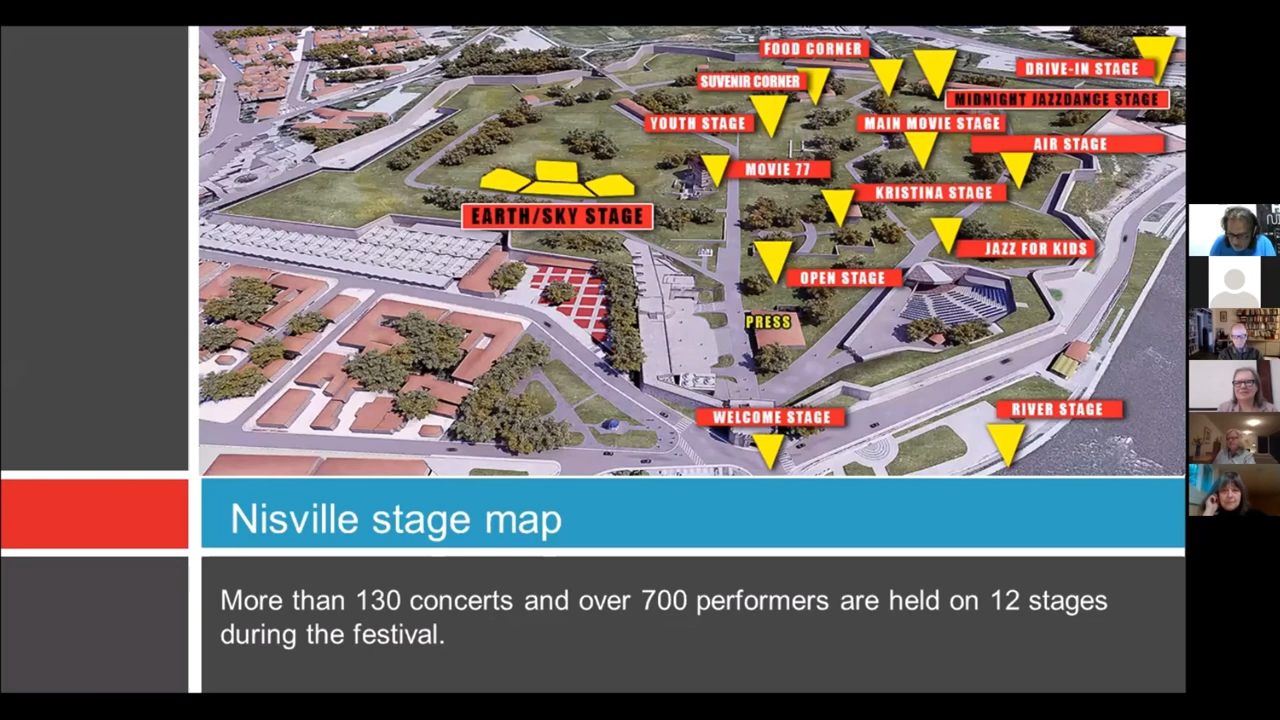 FOOD CORNER
DRIVE-IN STAGE
SUVENIR CORNER
MIDNIGHT JAZZDANCE STAGE
YOUTH STAGE
MAIN MOVIE STAGE
AIR STAGE
MOVIE 77
KRISTINA STAGE
EARTH/SKY STAGE
JAZZ FOR KIDS
OPEN STAGE
PRESS
WELCOME STAGE
RIVER STAGE
Nisville stage map
More than 130 concerts and over 700 performers are held on 12 stages
during the festival.